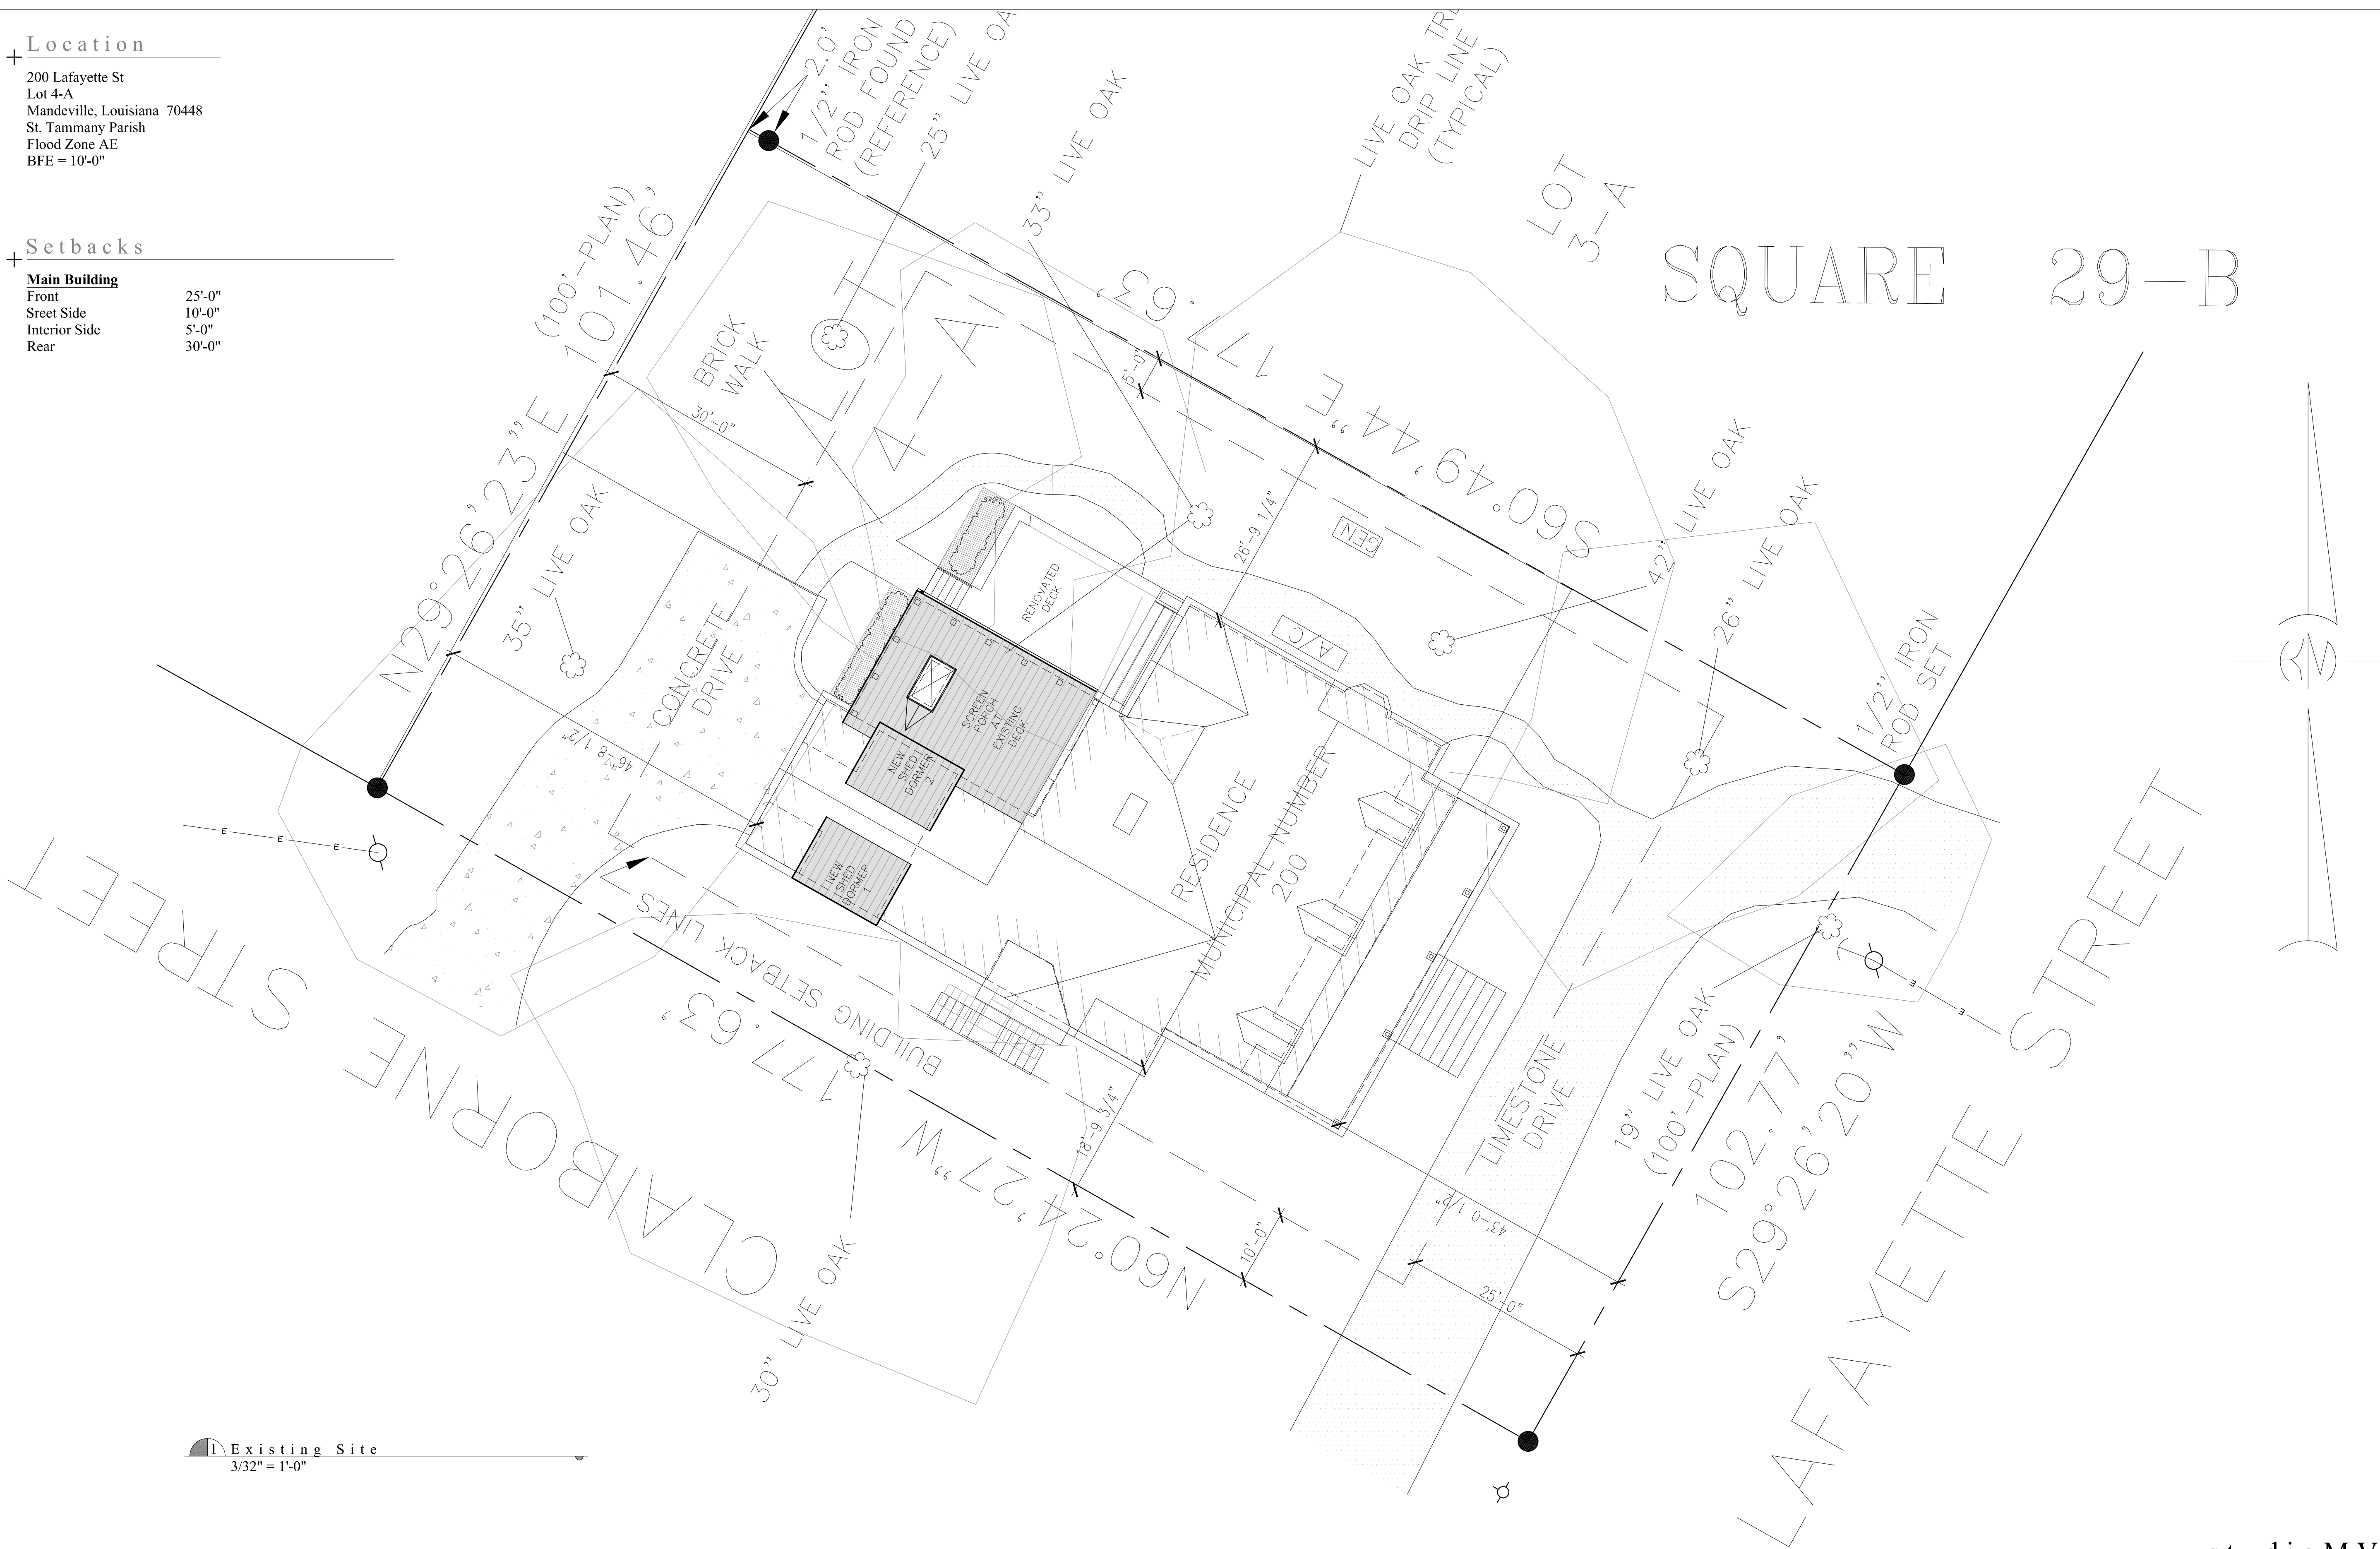 Location
200 Lafayette St
Lot 4-A
Mandeville, Louisiana 70448
St. Tammany Parish
Flood Zone AE
BFE = 10'-0"
Setbacks
Main Building
Front 25'-0"
Sreet Side 10'-0"
Interior Side 5'-0"
Rear 30'-0"
2.0'
1/2" IRON
ROD FOUND
(REFERENCE)
25" LIVE OAK
33" LIVE OAK
LIVE OAK
DRIP LINE
(TYPICAL)
LOT
3-A
SQUARE 29-B
(100'-PLAN)
N29°26'23"E 101.46'
BRICK
WALK
LOT
4-A
30'-0"
5'-0"
S60°49'44"E 177.63'
35" LIVE OAK
26'-9 1/4"
GEN.
42" LIVE OAK
26" LIVE OAK
1/2" IRON
ROD SET
CONCRETE
DRIVE
RENOVATED
DECK
A/C
SCREEN
PORCH
AT
EXISTING
DECK
NEW
SHED
DORMER
2
NEW
SHED
DORMER
1
46'-8 1/2"
RESIDENCE
MUNICIPAL NUMBER
200
E
E
E
BUILDING SETBACK LINES
N60°24'27"W 177.63'
CLAIBORNE STREET
18'-9 3/4"
10'-0"
30" LIVE OAK
LIMESTONE
DRIVE
43'-0 1/2"
25'-0"
19" LIVE OAK
(100'-PLAN)
102.77'
S29°26'20"W
E
E
LAFAYETTE STREET
N
1 Existing Site
3/32" = 1'-0"